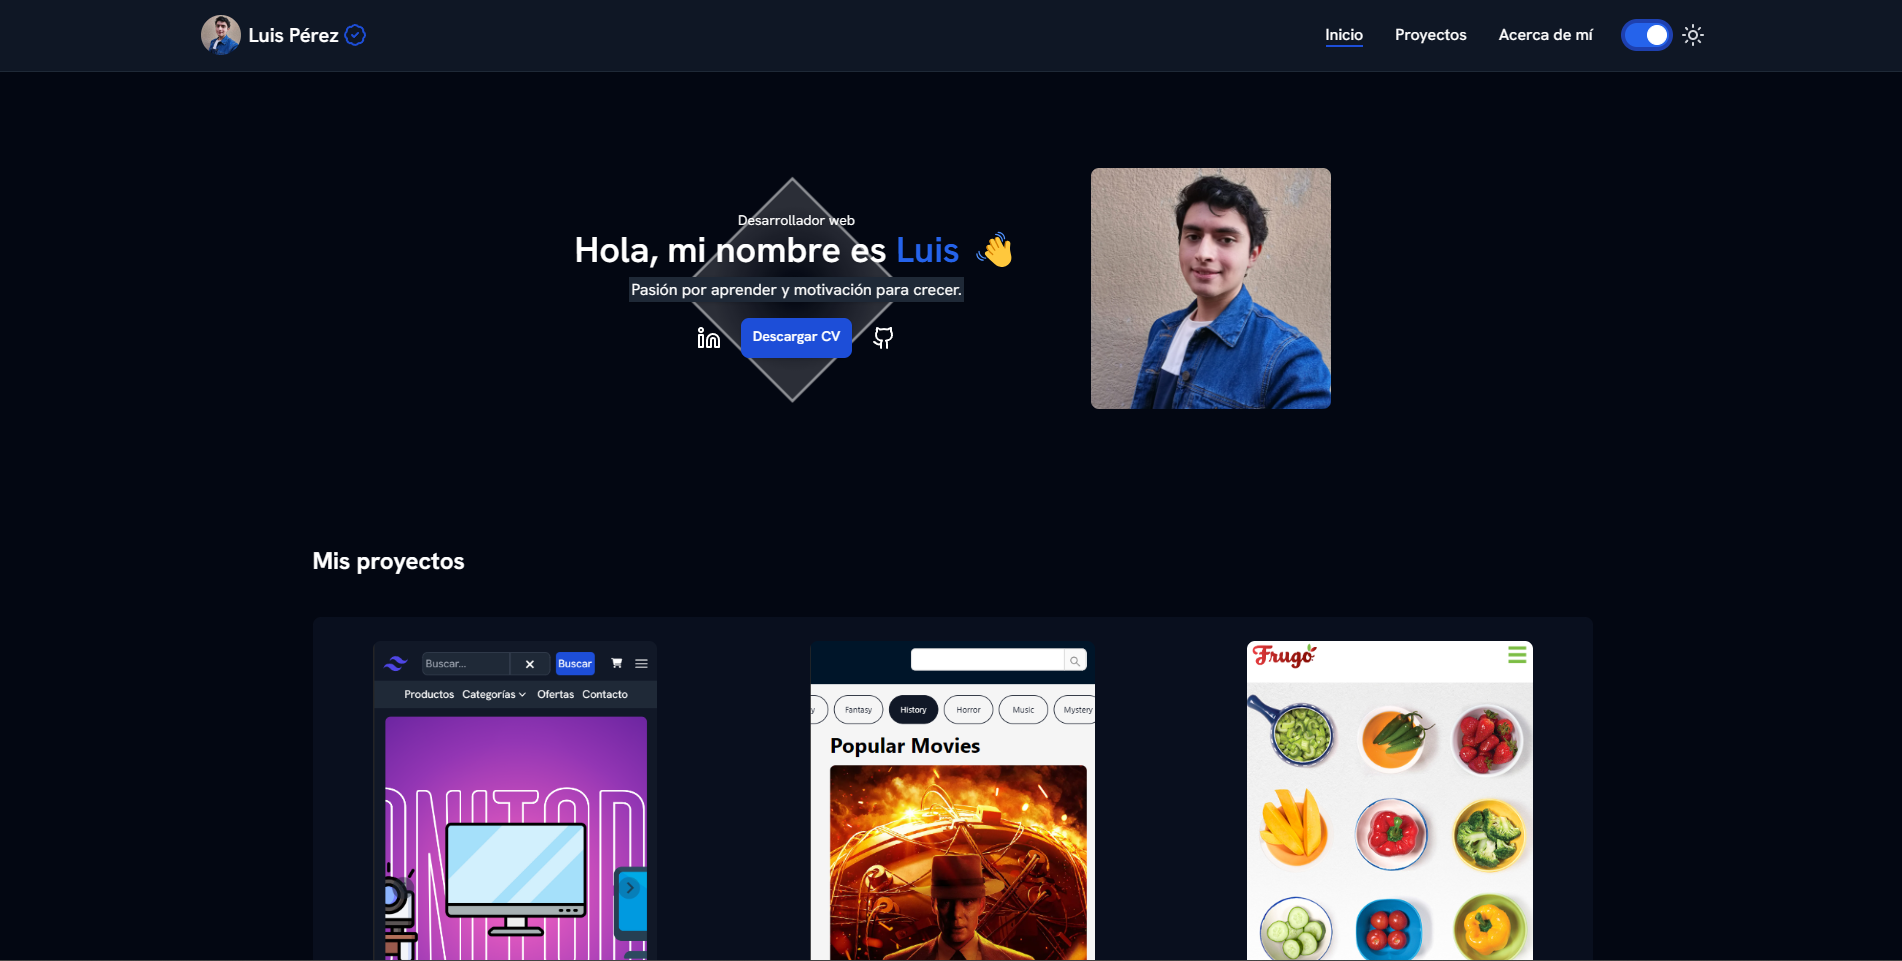 Luis Pérez
Inicio Proyectos Acerca de mí
Desarrollador web
Hola, mi nombre es Luis 👋
Pasión por aprender y motivación para crecer.
in Descargar CV
Mis proyectos
Buscar... Buscar
Productos Categorías Ofertas Contacto
Fantasy History Horror Music Mystery
Popular Movies
Frugo